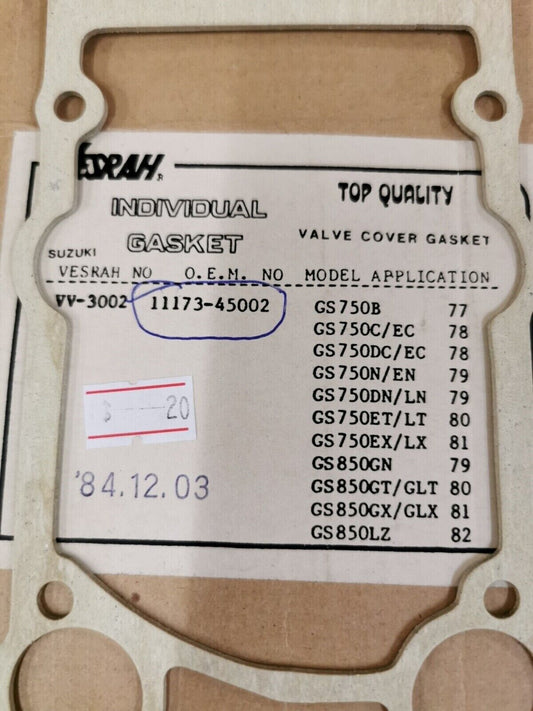 VESRAH®
TOP QUALITY
INDIVIDUAL
GASKET
VALVE COVER GASKET
SUZUKI
VESRAH NO O.E.M. NO MODEL APPLICATION
VV-3002 11173-45002
GS750B 77
GS750C/EC 78
GS750DC/EC 78
GS750N/EN 79
GS750DN/LN 79
GS750ET/LT 80
GS750EX/LX 81
GS850GN 79
GS850GT/GLT 80
GS850GX/GLX 81
GS850LZ 82
$ 20
'84.12.03